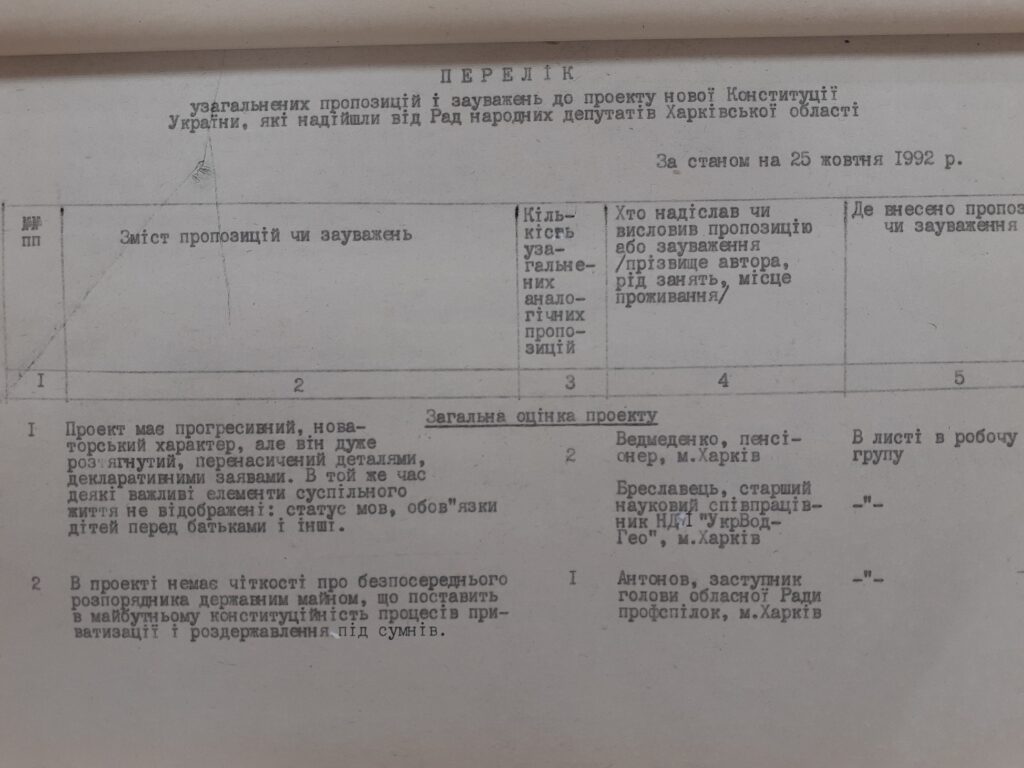 ПЕРЕЛІК
узагальнених пропозицій і зауважень до проекту нової Конституції
України, які надійшли від Рад народних депутатів Харківської області
За станом на 25 жовтня 1992 р.
№№
пп
Зміст пропозицій чи зауважень
Кіль-
кість
уза-
гальне-
них
анало-
гічних
пропо-
зицій
Хто надіслав чи
висловив пропозицію
або зауваження
/прізвище автора,
рід занять, місце
проживання/
Де внесено пропоз
чи зауваження
I
2
3
4
5
Загальна оцінка проекту
I
Проект має прогресивний, нова-
торський характер, але він дуже
розтягнутий, перенасичений деталями,
декларативними заявами. В той же час
деякі важливі елементи суспільного
життя не відображені: статус мов, обов"язки
дітей перед батьками і інші.
2
Ведмеденко, пенсі-
онер, м.Харків
Бреславець, старший
науковий співпраців-
ник НДІ "УкрВод-
Гео", м.Харків
В листі в робочу
групу
-"-
2
В проекті немає чіткості про безпосереднього
розпорядника державним майном, що поставить
в майбутньому конституційність процесів при-
ватизації і роздержавлення під сумнів.
I
Антонов, заступник
голови обласної Ради
профспілок, м.Харків
-"-